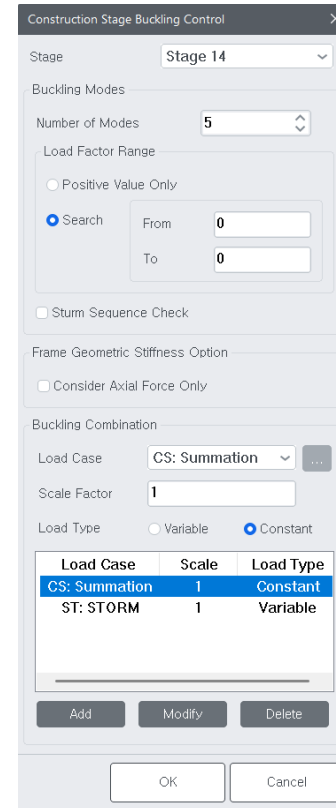 Construction Stage Buckling Control
Stage Stage 14
Buckling Modes
Number of Modes 5
Load Factor Range
Positive Value Only
Search From 0
To 0
Sturm Sequence Check
Frame Geometric Stiffness Option
Consider Axial Force Only
Buckling Combination
Load Case CS: Summation ...
Scale Factor 1
Load Type Variable Constant
Load Case Scale Load Type
CS: Summation 1 Constant
ST: STORM 1 Variable
Add Modify Delete
OK Cancel